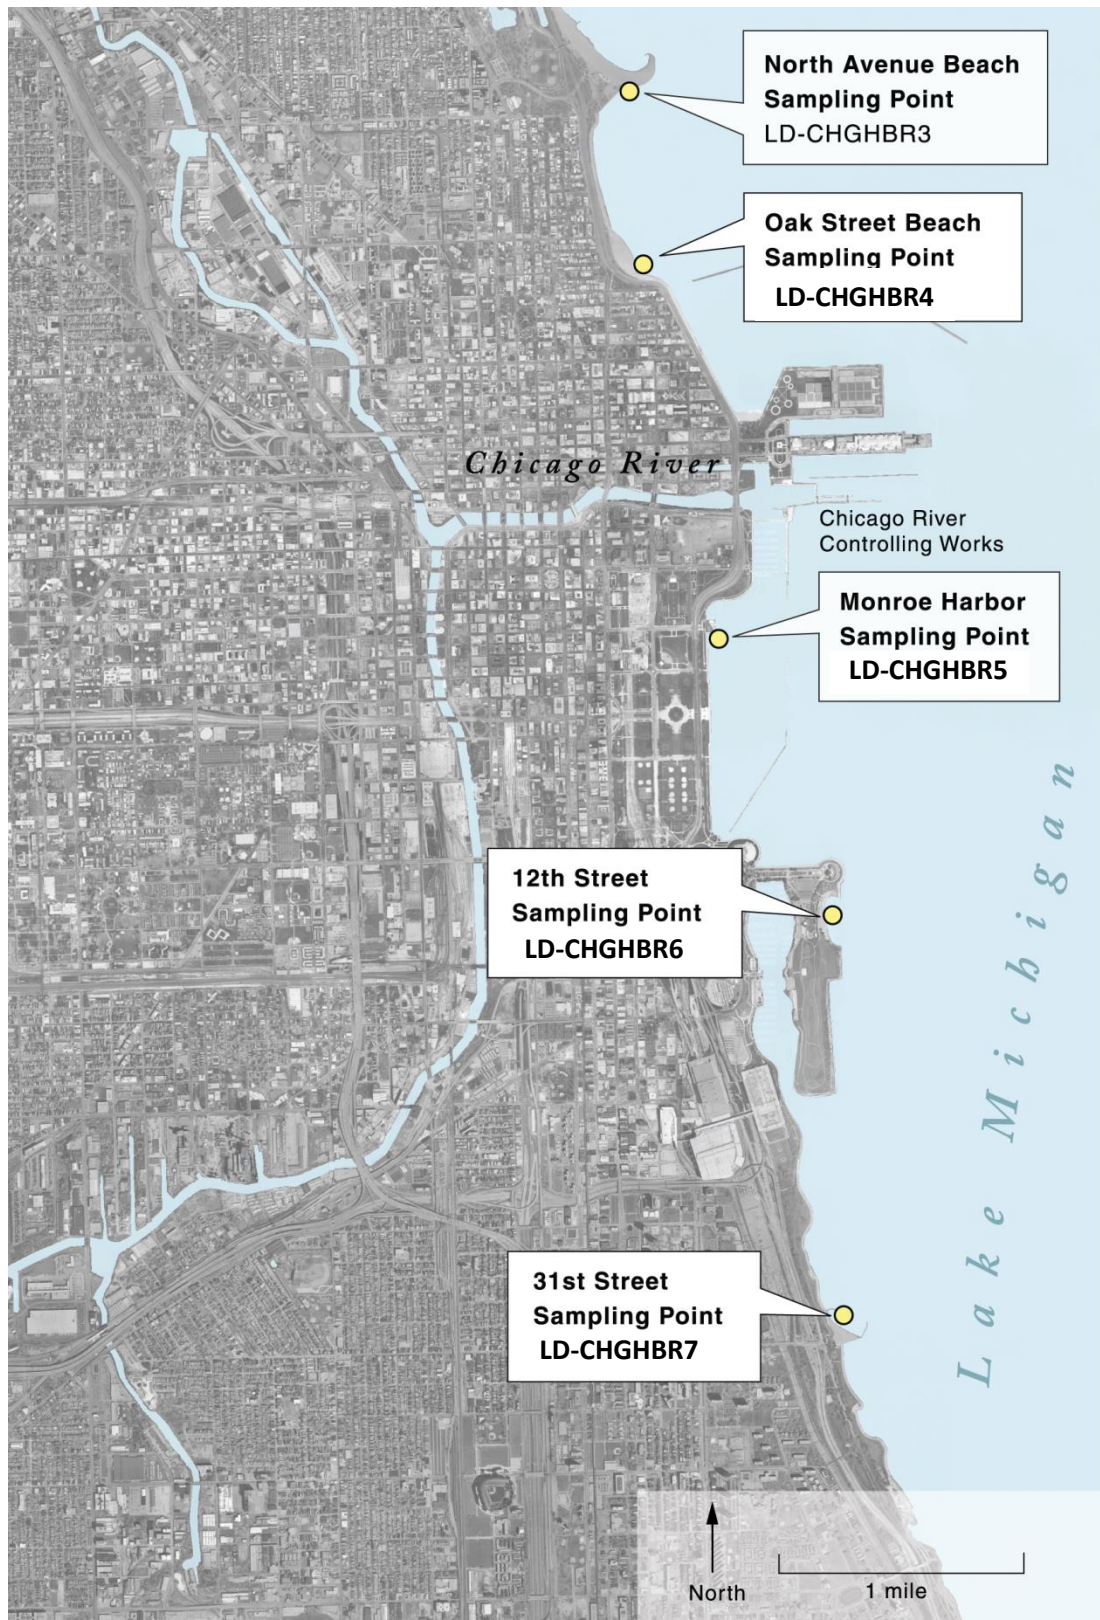 North Avenue Beach
Sampling Point
LD-CHGHBR3
Oak Street Beach
Sampling Point
LD-CHGHBR4
Chicago River
Chicago River
Controlling Works
Monroe Harbor
Sampling Point
LD-CHGHBR5
12th Street
Sampling Point
LD-CHGHBR6
Lake Michigan
31st Street
Sampling Point
LD-CHGHBR7
North
1 mile